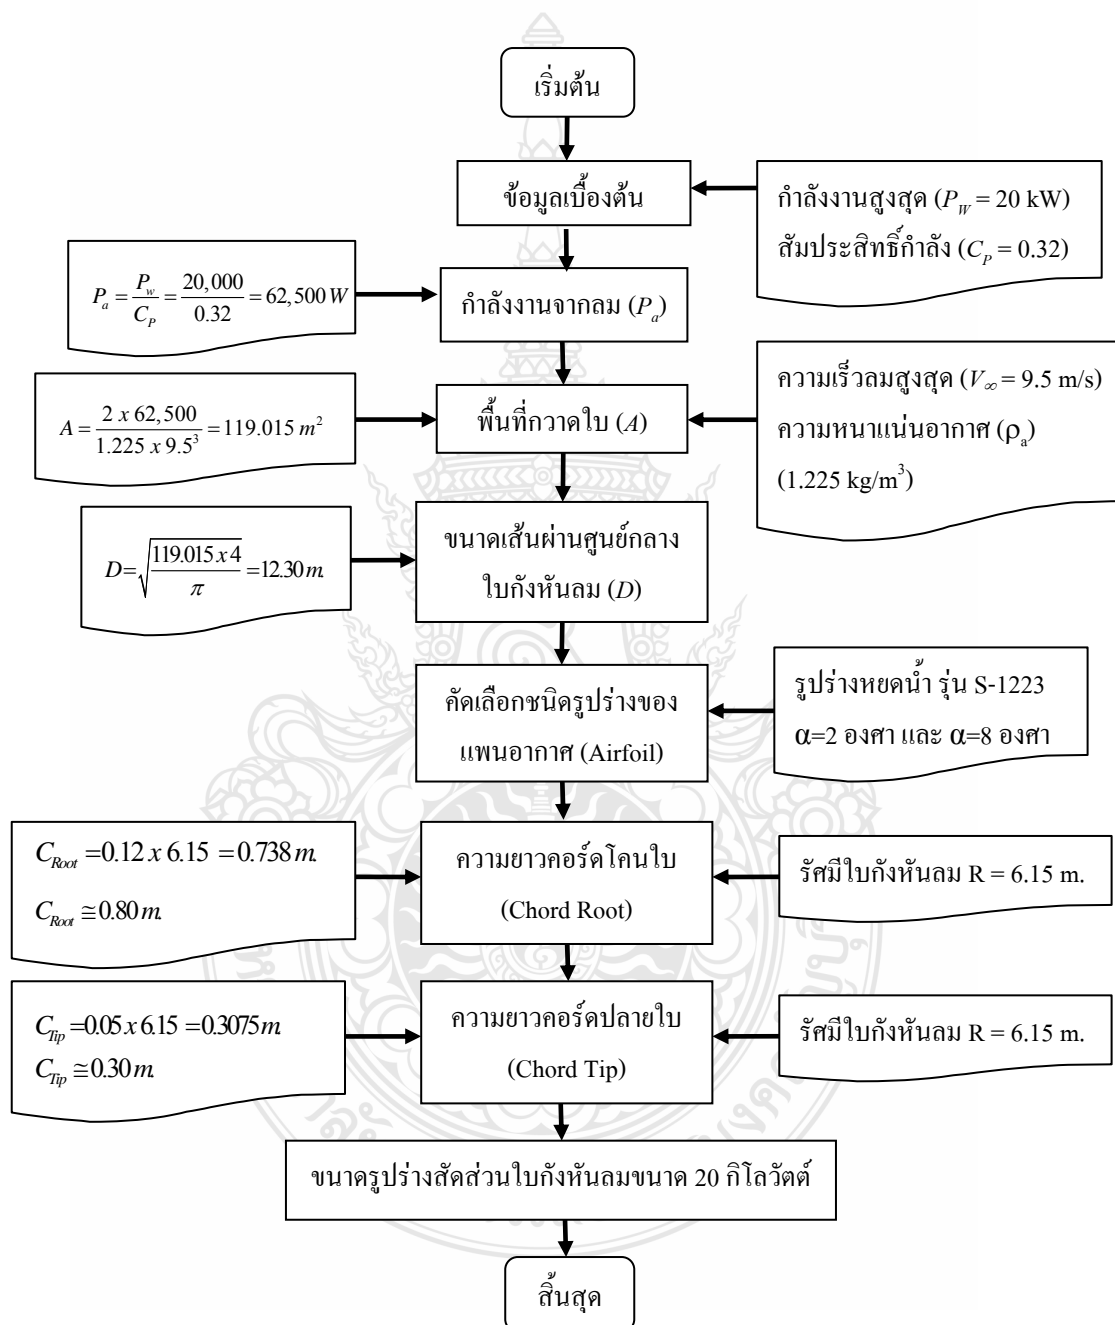 เริ่มต้น
ข้อมูลเบื้องต้น
กำลังงานสูงสุด (P_W = 20 kW)
สัมประสิทธิ์กำลัง (C_P = 0.32)
P_a = P_w / C_P = 20,000 / 0.32 = 62,500 W
กำลังงานจากลม (P_a)
A = 2 x 62,500 / 1.225 x 9.5³ = 119.015 m²
พื้นที่กวาดใบ (A)
ความเร็วลมสูงสุด (V_∞ = 9.5 m/s)
ความหนาแน่นอากาศ (ρ_a)
(1.225 kg/m³)
D = √(119.015 x 4 / π) = 12.30 m.
ขนาดเส้นผ่านศูนย์กลาง
ใบกังหันลม (D)
คัดเลือกชนิดรูปร่างของ
แพนอากาศ (Airfoil)
รูปร่างหยดน้ำ รุ่น S-1223
α=2 องศา และ α=8 องศา
C_Root = 0.12 x 6.15 = 0.738 m.
C_Root ≅ 0.80 m.
ความยาวคอร์ดโคนใบ
(Chord Root)
รัศมีใบกังหันลม R = 6.15 m.
C_Tip = 0.05 x 6.15 = 0.3075 m.
C_Tip ≅ 0.30 m.
ความยาวคอร์ดปลายใบ
(Chord Tip)
รัศมีใบกังหันลม R = 6.15 m.
ขนาดรูปร่างสัดส่วนใบกังหันลมขนาด 20 กิโลวัตต์
สิ้นสุด